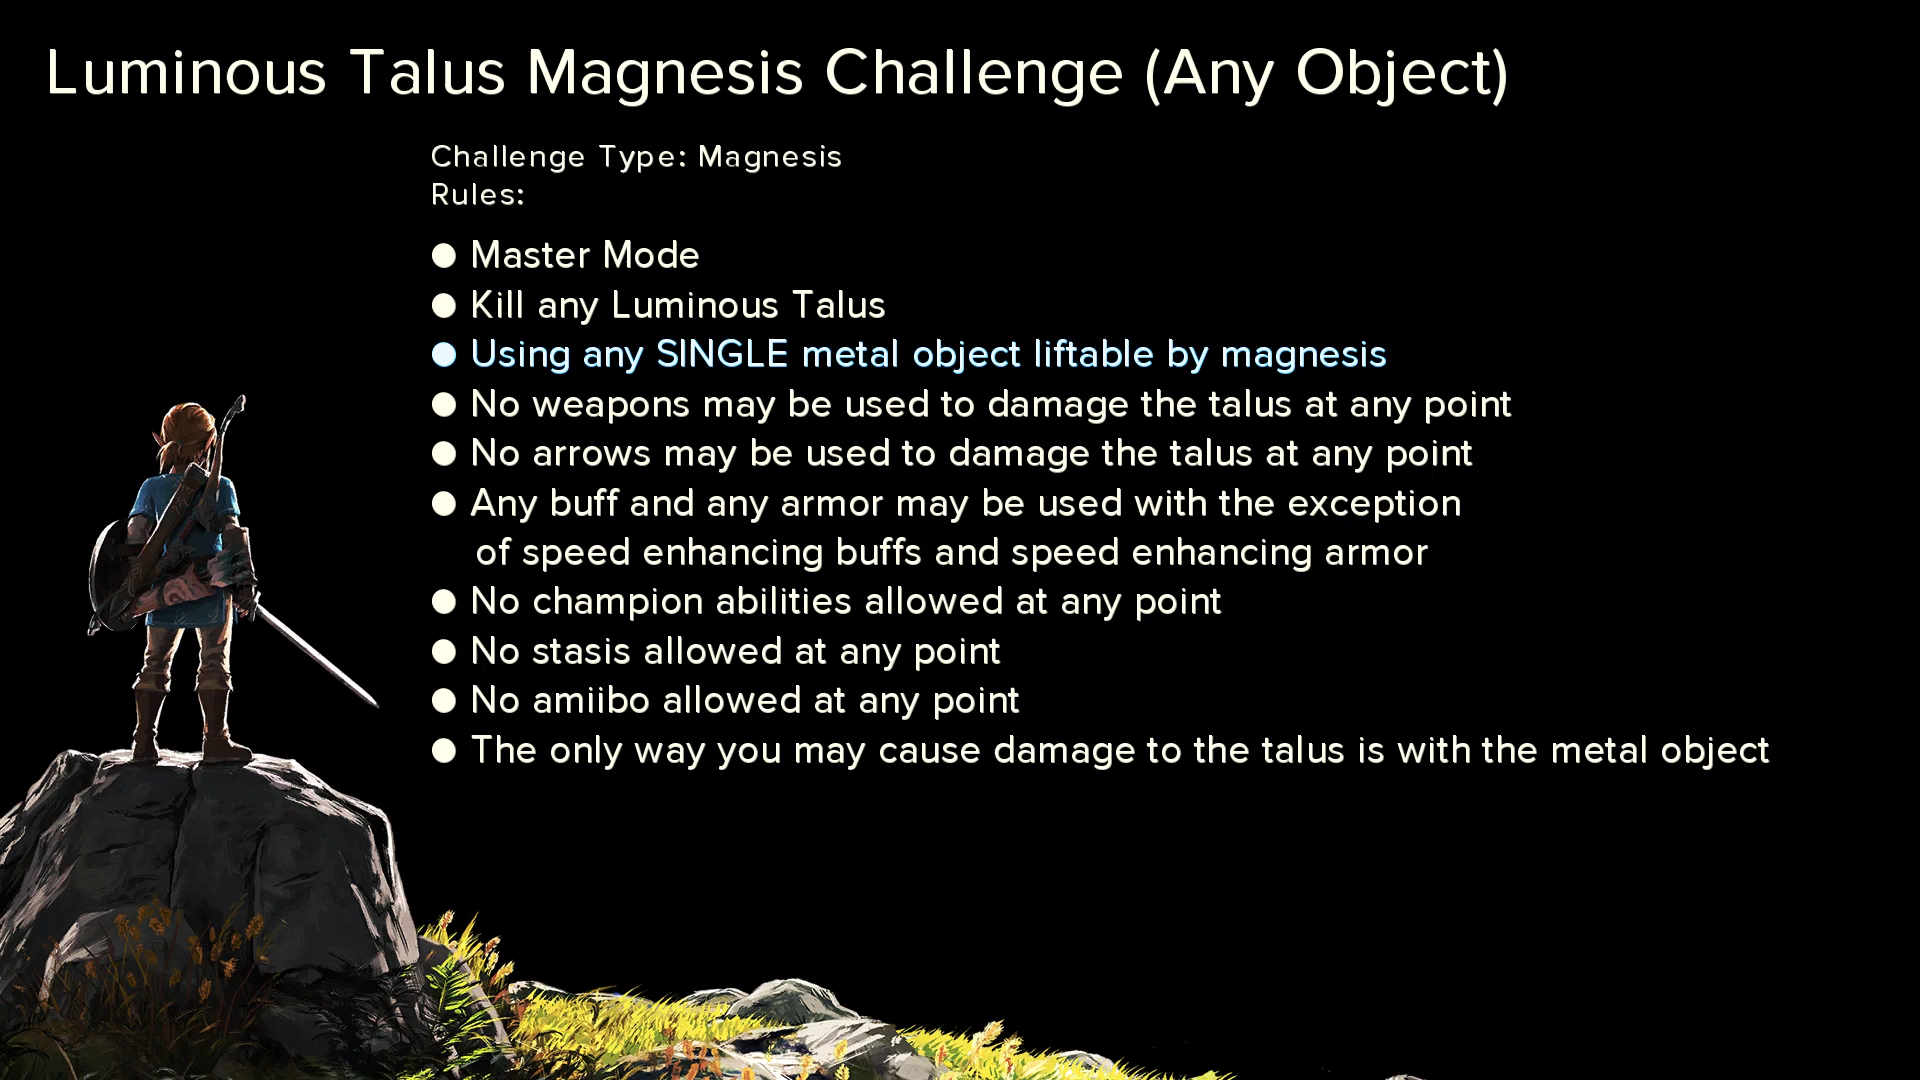 Luminous Talus Magnesis Challenge (Any Object)
Challenge Type: Magnesis
Rules:
● Master Mode
● Kill any Luminous Talus
● Using any SINGLE metal object liftable by magnesis
● No weapons may be used to damage the talus at any point
● No arrows may be used to damage the talus at any point
● Any buff and any armor may be used with the exception
of speed enhancing buffs and speed enhancing armor
● No champion abilities allowed at any point
● No stasis allowed at any point
● No amiibo allowed at any point
● The only way you may cause damage to the talus is with the metal object